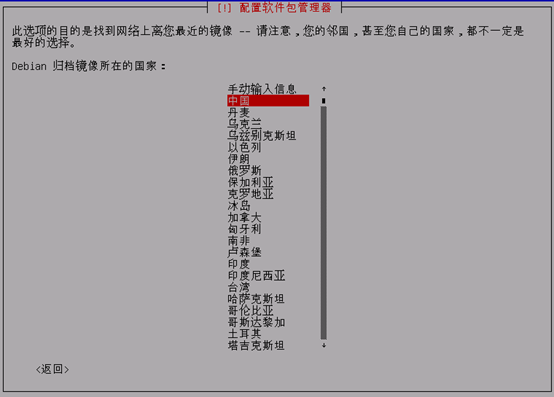 [!] 配置软件包管理器
此选项的目的是找到网络上离您最近的镜像 -- 请注意，您的邻国，甚至您自己的国家，都不一定是
最好的选择。
Debian 归档镜像所在的国家：
手动输入信息
中国
丹麦
乌克兰
乌兹别克斯坦
以色列
伊朗
俄罗斯
保加利亚
克罗地亚
冰岛
加拿大
匈牙利
南非
卢森堡
印度
印度尼西亚
台湾
哈萨克斯坦
哥伦比亚
哥斯达黎加
土耳其
塔吉克斯坦
<返回>